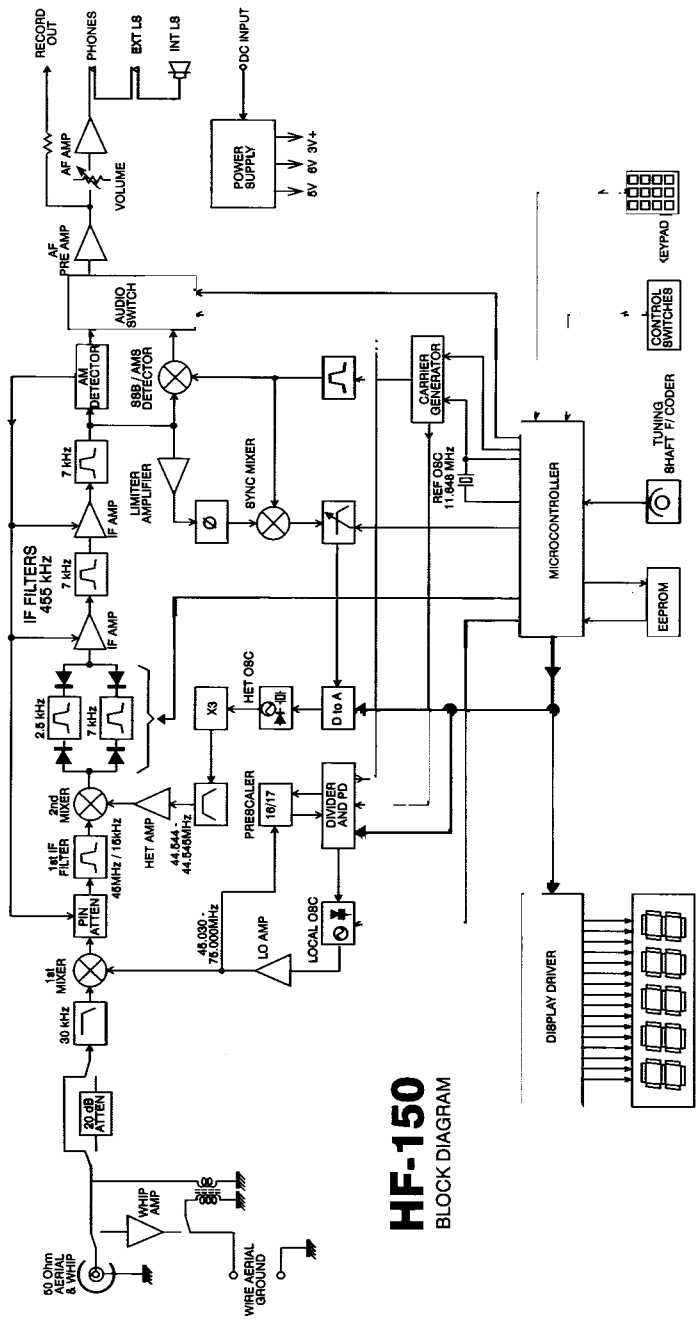 50 Ohm
AERIAL
& WHIP
WHIP
AMP
WIRE AERIAL
GROUND
20 dB
ATTEN
30 kHz
1st
MIXER
PIN
ATTEN
1st IF
FILTER
45MHz / 15kHz
2nd
MIXER
2.5 kHz
7 kHz
IF AMP
IF FILTERS
455 kHz
7 kHz
IF AMP
7 kHz
AM
DETECTOR
AUDIO
SWITCH
AF
PRE AMP
VOLUME
AF AMP
RECORD
OUT
PHONES
EXT LS
INT LS
LIMITER
AMPLIFIER
SSB / AMS
DETECTOR
Ø
SYNC MIXER
POWER
SUPPLY
DC INPUT
5V
6V
3V+
HET AMP
44.544 -
44.545MHz
X3
HET OSC
D to A
45.030 -
75.000MHz
LO AMP
LOCAL OSC
PRESCALER
16/17
DIVIDER
AND PD
CARRIER
GENERATOR
REF OSC
11.648 MHz
MICROCONTROLLER
EEPROM
TUNING
SHAFT F/ CODER
CONTROL
SWITCHES
KEYPAD
DISPLAY DRIVER
HF-150
BLOCK DIAGRAM